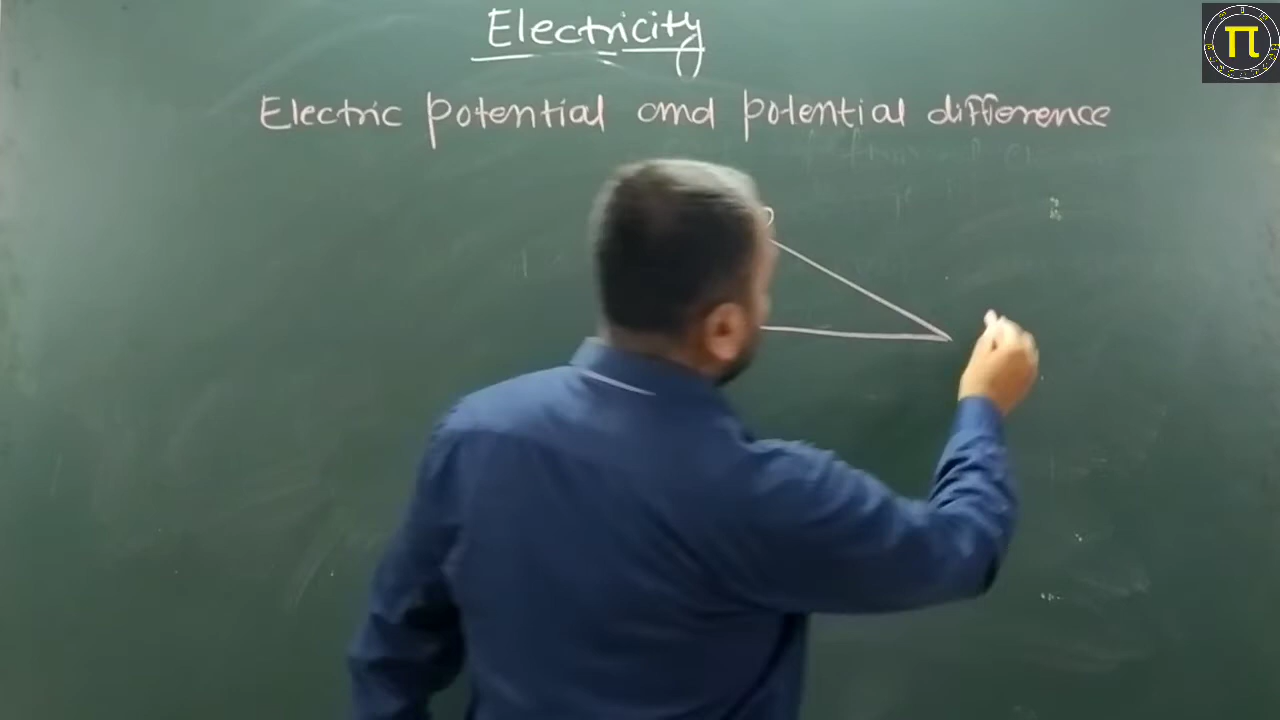 Electricity
Electric potential and potential difference
π